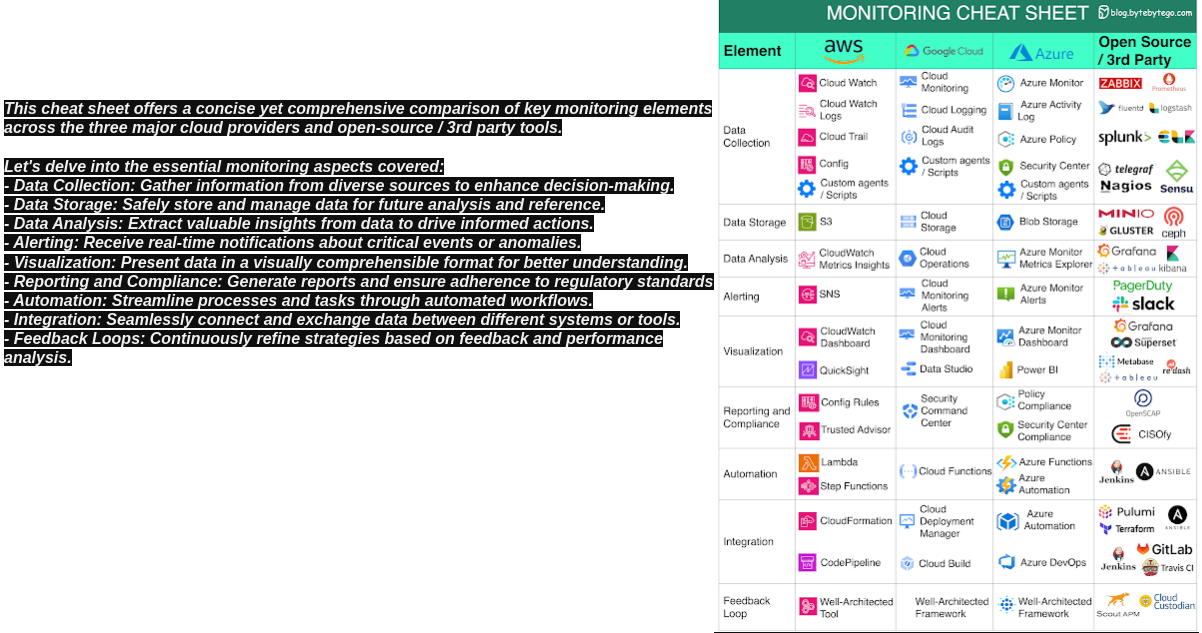 This cheat sheet offers a concise yet comprehensive comparison of key monitoring elements
across the three major cloud providers and open-source / 3rd party tools.
Let's delve into the essential monitoring aspects covered:
- Data Collection: Gather information from diverse sources to enhance decision-making.
- Data Storage: Safely store and manage data for future analysis and reference.
- Data Analysis: Extract valuable insights from data to drive informed actions.
- Alerting: Receive real-time notifications about critical events or anomalies.
- Visualization: Present data in a visually comprehensible format for better understanding.
- Reporting and Compliance: Generate reports and ensure adherence to regulatory standards
- Automation: Streamline processes and tasks through automated workflows.
- Integration: Seamlessly connect and exchange data between different systems or tools.
- Feedback Loops: Continuously refine strategies based on feedback and performance
analysis.
MONITORING CHEAT SHEET blog.bytebytego.com
Element
aws
Google Cloud
Azure
Open Source
/ 3rd Party
Data
Collection
Cloud Watch
Cloud Watch
Logs
Cloud Trail
Config
Custom agents
/ Scripts
Cloud
Monitoring
Cloud Logging
Cloud Audit
Logs
Custom agents
/ Scripts
Azure Monitor
Azure Activity
Log
Azure Policy
Security Center
Custom agents
/ Scripts
ZABBIX Prometheus
fluentd logstash
splunk> ELK
telegraf
Nagios Sensu
Data Storage
S3
Cloud
Storage
Blob Storage
MINIO
GLUSTER ceph
Data Analysis
CloudWatch
Metrics Insights
Cloud
Operations
Azure Monitor
Metrics Explorer
Grafana
+ableau kibana
Alerting
SNS
Cloud
Monitoring
Alerts
Azure Monitor
Alerts
PagerDuty
slack
Visualization
CloudWatch
Dashboard
QuickSight
Cloud
Monitoring
Dashboard
Data Studio
Azure Monitor
Dashboard
Power BI
Grafana
Superset
Metabase
+ableau redash
Reporting and
Compliance
Config Rules
Trusted Advisor
Security
Command
Center
Policy
Compliance
Security Center
Compliance
OpenSCAP
CISOfy
Automation
Lambda
Step Functions
Cloud Functions
Azure Functions
Azure
Automation
Jenkins ANSIBLE
Integration
CloudFormation
CodePipeline
Cloud
Deployment
Manager
Cloud Build
Azure
Automation
Azure DevOps
Pulumi
Terraform ANSIBLE
GitLab
Jenkins Travis CI
Feedback
Loop
Well-Architected
Tool
Well-Architected
Framework
Well-Architected
Framework
Scout APM
Cloud
Custodian